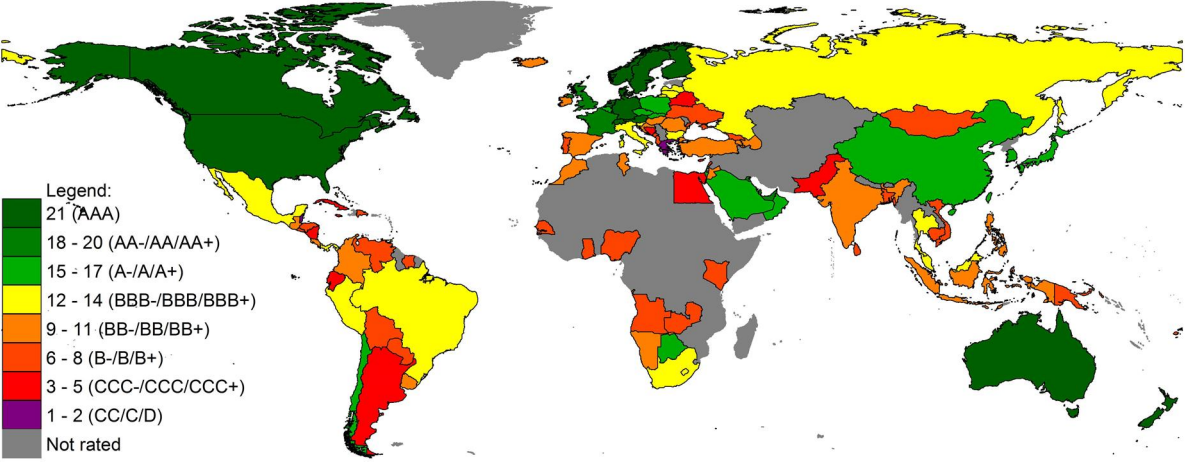 Legend:
21 (AAA)
18 - 20 (AA-/AA/AA+)
15 - 17 (A-/A/A+)
12 - 14 (BBB-/BBB/BBB+)
9 - 11 (BB-/BB/BB+)
6 - 8 (B-/B/B+)
3 - 5 (CCC-/CCC/CCC+)
1 - 2 (CC/C/D)
Not rated